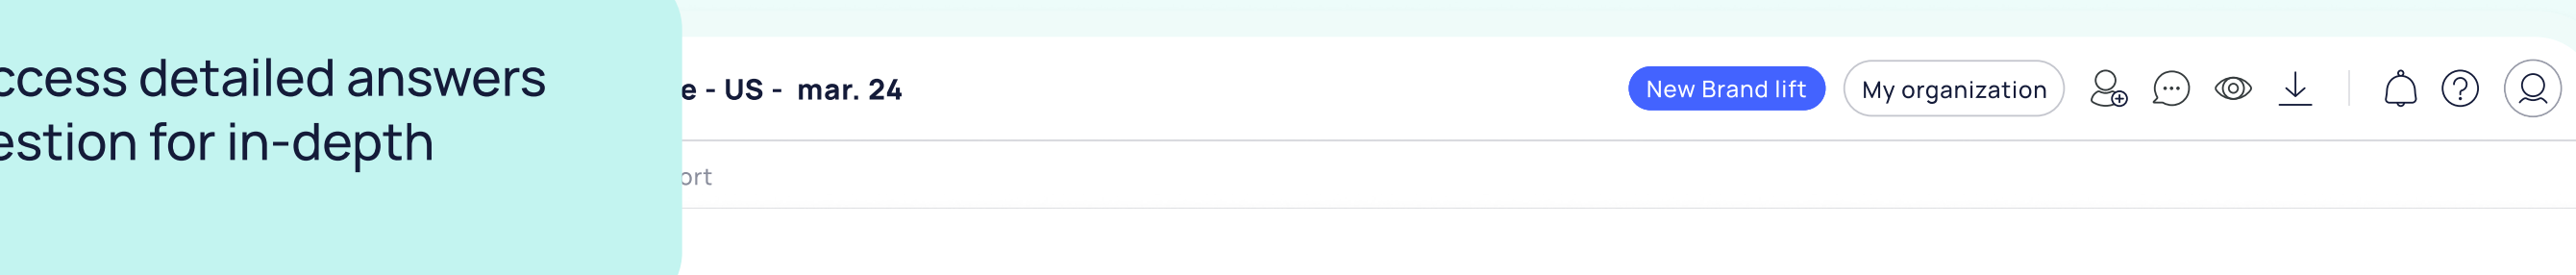 ccess detailed answers
estion for in-depth
e - US - mar. 24
New Brand lift
My organization
ort